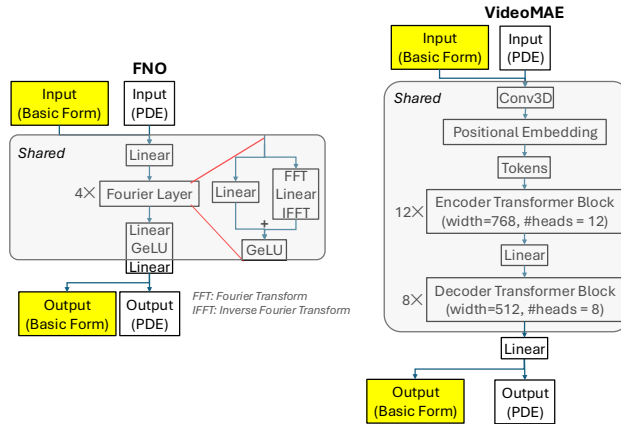 FNO
Input
(Basic Form)
Input
(PDE)
Shared
Linear
4×
Fourier Layer
Linear
FFT
Linear
IFFT
+
GeLU
Linear
GeLU
Linear
Output
(Basic Form)
Output
(PDE)
FFT: Fourier Transform
IFFT: Inverse Fourier Transform
VideoMAE
Input
(Basic Form)
Input
(PDE)
Shared
Conv3D
Positional Embedding
Tokens
12×
Encoder Transformer Block
(width=768, #heads = 12)
Linear
8×
Decoder Transformer Block
(width=512, #heads = 8)
Linear
Output
(Basic Form)
Output
(PDE)